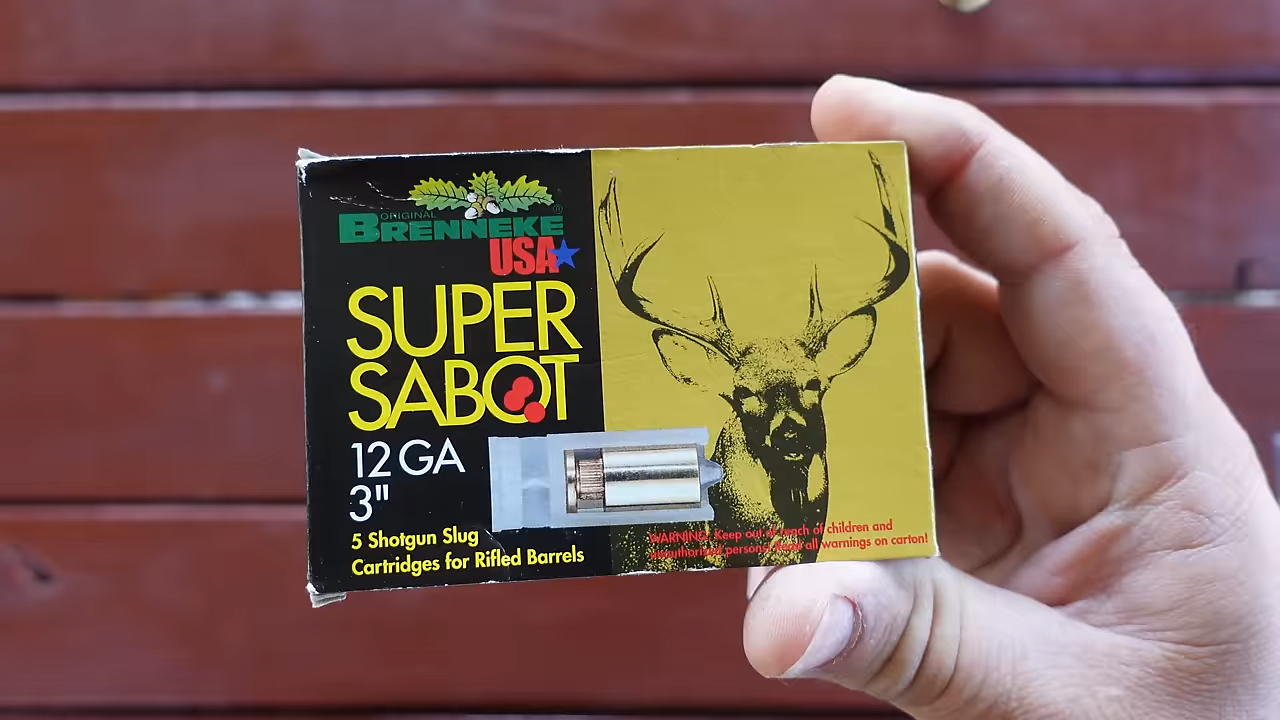 ORIGINAL
BRENNEKE®
USA
SUPER
SABOT
12 GA
3"
5 Shotgun Slug
Cartridges for Rifled Barrels
WARNING: Keep out of reach of children and
unauthorized persons! Read all warnings on carton!